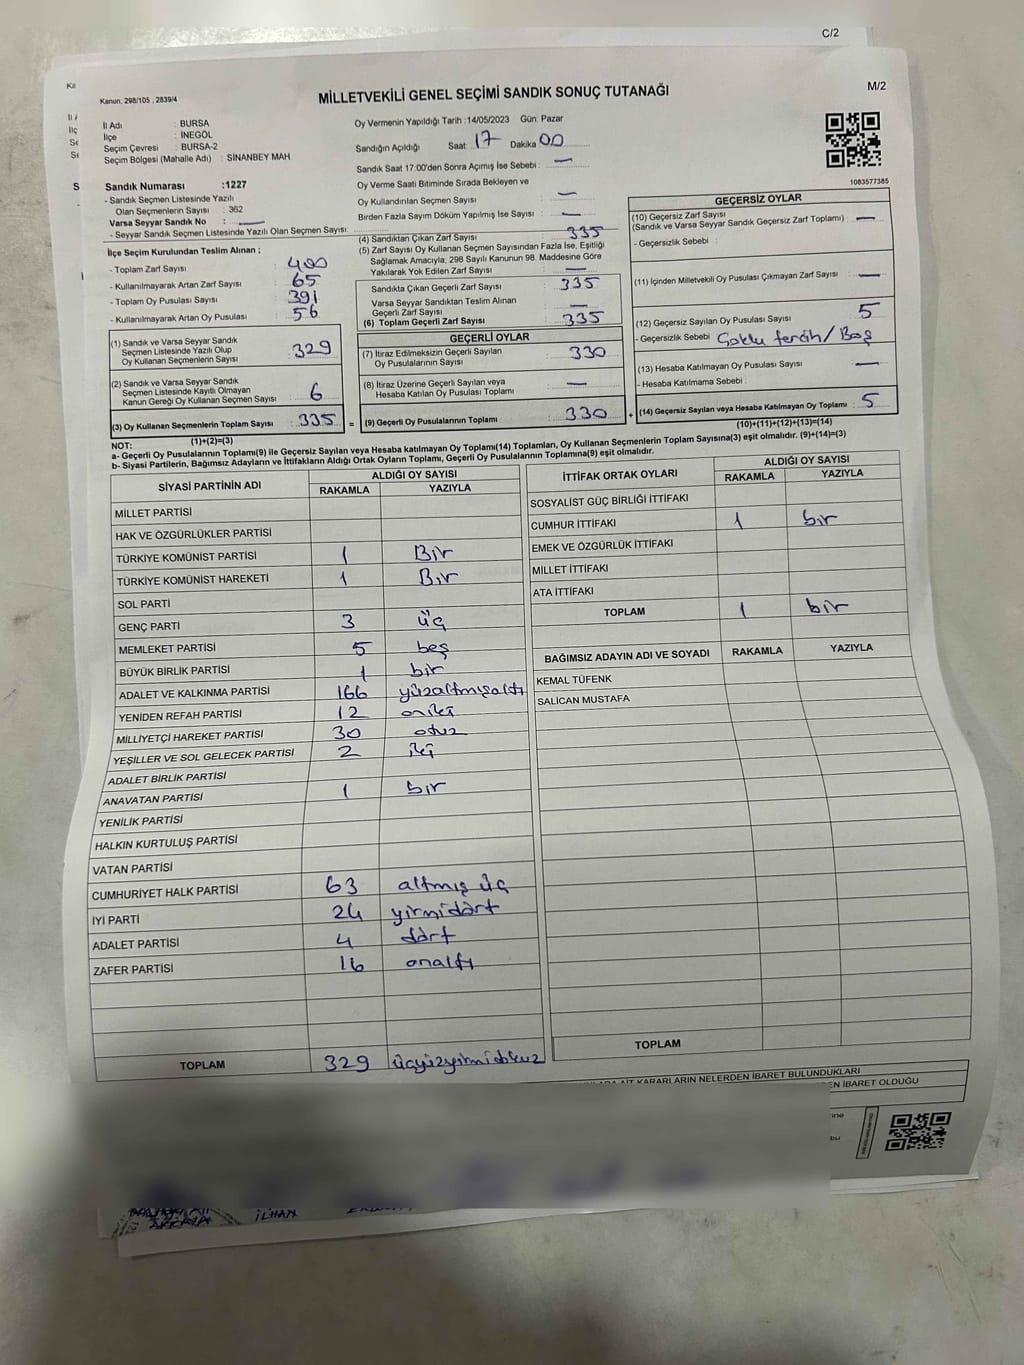 C/2
Kanun: 298/105 , 2839/4
MİLLETVEKİLİ GENEL SEÇİMİ SANDIK SONUÇ TUTANAĞI
M/2
İl Adı : BURSA
İlçe : İNEGÖL
Seçim Çevresi : BURSA-2
Seçim Bölgesi (Mahalle Adı) : SİNANBEY MAH
Sandık Numarası :1227
- Sandık Seçmen Listesinde Yazılı
Olan Seçmenlerin Sayısı : 362
Varsa Seyyar Sandık No : —
- Seyyar Sandık Seçmen Listesinde Yazılı Olan Seçmen Sayısı:
Oy Vermenin Yapıldığı Tarih :14/05/2023 Gün: Pazar
Sandığın Açıldığı Saat: 17 Dakika 00
Sandık Saat 17:00'den Sonra Açımış İse Sebebi : —
Oy Verme Saati Bitiminde Sırada Bekleyen ve
Oy Kullandırılan Seçmen Sayısı : —
Birden Fazla Sayım Döküm Yapılmış İse Sayısı : —
1083577385
İlçe Seçim Kurulundan Teslim Alınan ;
- Toplam Zarf Sayısı : 400
- Kullanılmayarak Artan Zarf Sayısı : 65
- Toplam Oy Pusulası Sayısı : 391
- Kullanılmayarak Artan Oy Pusulası : 56
(1) Sandık ve Varsa Seyyar Sandık
Seçmen Listesinde Yazılı Olup
Oy Kullanan Seçmenlerin Sayısı : 329
(2) Sandık ve Varsa Seyyar Sandık
Seçmen Listesinde Kayıtlı Olmayan
Kanun Gereği Oy Kullanan Seçmen Sayısı : 6
(3) Oy Kullanan Seçmenlerin Toplam Sayısı : 335
(1)+(2)=(3)
(4) Sandıktan Çıkan Zarf Sayısı : 335
(5) Zarf Sayısı Oy Kullanan Seçmen Sayısından Fazla İse, Eşitliği
Sağlamak Amacıyla; 298 Sayılı Kanunun 98. Maddesine Göre
Yakılarak Yok Edilen Zarf Sayısı : —
Sandıkta Çıkan Geçerli Zarf Sayısı : 335
Varsa Seyyar Sandıktan Teslim Alınan
Geçerli Zarf Sayısı : —
(6) Toplam Geçerli Zarf Sayısı : 335
GEÇERLİ OYLAR
(7) İtiraz Edilmeksizin Geçerli Sayılan
Oy Pusulalarının Sayısı : 330
(8) İtiraz Üzerine Geçerli Sayılan veya
Hesaba Katılan Oy Pusulası Toplamı : —
= (9) Geçerli Oy Pusulalarının Toplamı : 330
GEÇERSİZ OYLAR
(10) Geçersiz Zarf Sayısı : —
(Sandık ve Varsa Seyyar Sandık Geçersiz Zarf Toplamı)
- Geçersizlik Sebebi :
(11) İçinden Milletvekili Oy Pusulası Çıkmayan Zarf Sayısı : —
(12) Geçersiz Sayılan Oy Pusulası Sayısı : 5
- Geçersizlik Sebebi : Çoklu tercih/Boş
(13) Hesaba Katılmayan Oy Pusulası Sayısı : —
- Hesaba Katılmama Sebebi :
+ (14) Geçersiz Sayılan veya Hesaba Katılmayan Oy Toplamı : 5
(10)+(11)+(12)+(13)=(14)
NOT:
a- Geçerli Oy Pusulalarının Toplamı(9) ile Geçersiz Sayılan veya Hesaba katılmayan Oy Toplamı(14) Toplamları, Oy Kullanan Seçmenlerin Toplam Sayısına(3) eşit olmalıdır. (9)+(14)=(3)
b- Siyasi Partilerin, Bağımsız Adayların ve İttifakların Aldığı Ortak Oyların Toplamı, Geçerli Oy Pusulalarının Toplamına(9) eşit olmalıdır.
SİYASİ PARTİNİN ADI ALDIĞI OY SAYISI
RAKAMLA YAZIYLA
MİLLET PARTİSİ
HAK VE ÖZGÜRLÜKLER PARTİSİ
TÜRKİYE KOMÜNİST PARTİSİ 1 Bir
TÜRKİYE KOMÜNİST HAREKETİ 1 Bir
SOL PARTİ
GENÇ PARTİ 3 üç
MEMLEKET PARTİSİ 5 beş
BÜYÜK BİRLİK PARTİSİ 1 bir
ADALET VE KALKINMA PARTİSİ 166 yüzaltmışaltı
YENİDEN REFAH PARTİSİ 12 oniki
MİLLİYETÇİ HAREKET PARTİSİ 30 otuz
YEŞİLLER VE SOL GELECEK PARTİSİ 2 iki
ADALET BİRLİK PARTİSİ
ANAVATAN PARTİSİ 1 bir
YENİLİK PARTİSİ
HALKIN KURTULUŞ PARTİSİ
VATAN PARTİSİ
CUMHURİYET HALK PARTİSİ 63 altmış üç
İYİ PARTİ 24 yirmidört
ADALET PARTİSİ 4 dört
ZAFER PARTİSİ 16 onaltı
TOPLAM 329 üçyüzyirmidokuz
İTTİFAK ORTAK OYLARI ALDIĞI OY SAYISI
RAKAMLA YAZIYLA
SOSYALİST GÜÇ BİRLİĞİ İTTİFAKI
CUMHUR İTTİFAKI 1 bir
EMEK VE ÖZGÜRLÜK İTTİFAKI
MİLLET İTTİFAKI
ATA İTTİFAKI
TOPLAM 1 bir
BAĞIMSIZ ADAYIN ADI VE SOYADI RAKAMLA YAZIYLA
KEMAL TÜFENK
SALİCAN MUSTAFA
TOPLAM
KARARLARIN NELERDEN İBARET BULUNDUKLARI
İBARET OLDUĞU
İLHAN